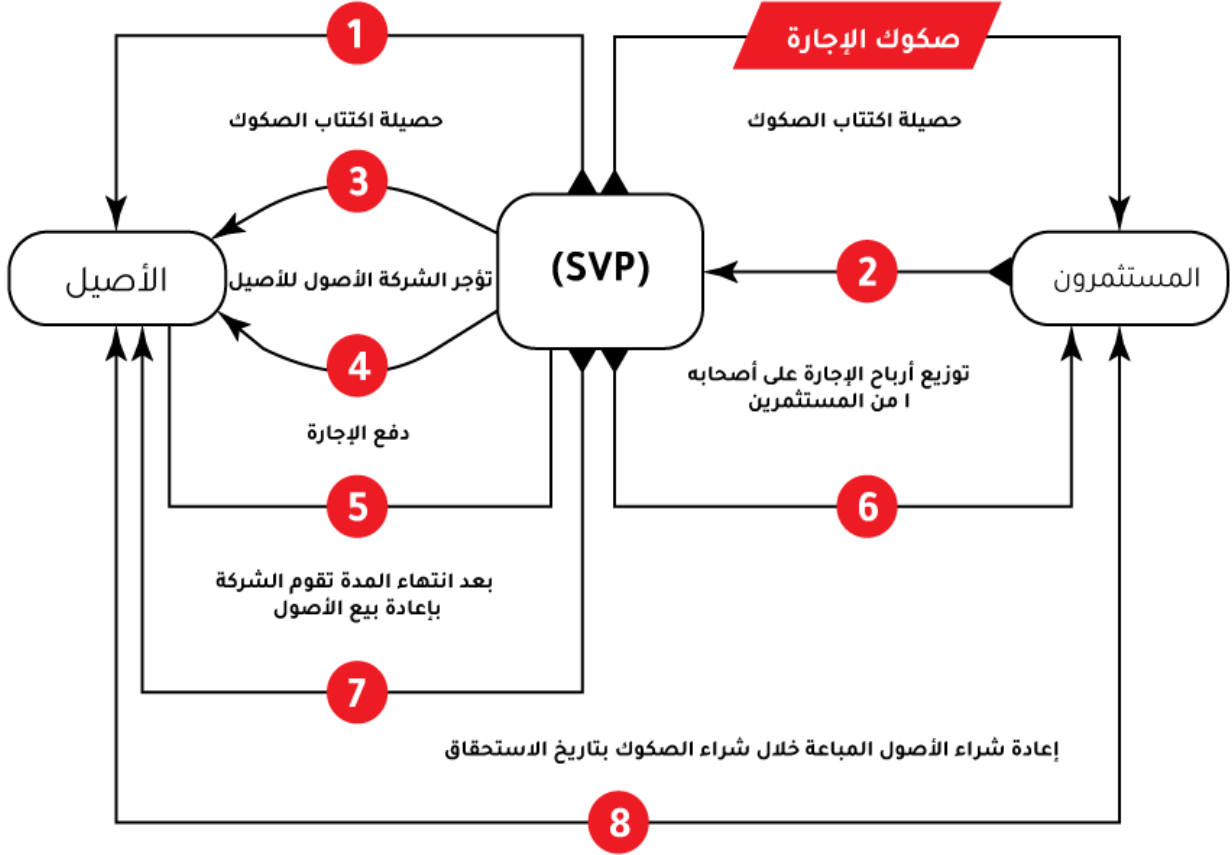 صكوك الإجارة
1
حصيلة اكتتاب الصكوك
حصيلة اكتتاب الصكوك
3
(SVP)
2
المستثمرون
الأصيل
تؤجر الشركة الأصول للأصيل
4
توزيع أرباح الإجارة على أصحابه
ا من المستثمرين
دفع الإجارة
5
6
بعد انتهاء المدة تقوم الشركة
بإعادة بيع الأصول
7
إعادة شراء الأصول المباعة خلال شراء الصكوك بتاريخ الاستحقاق
8